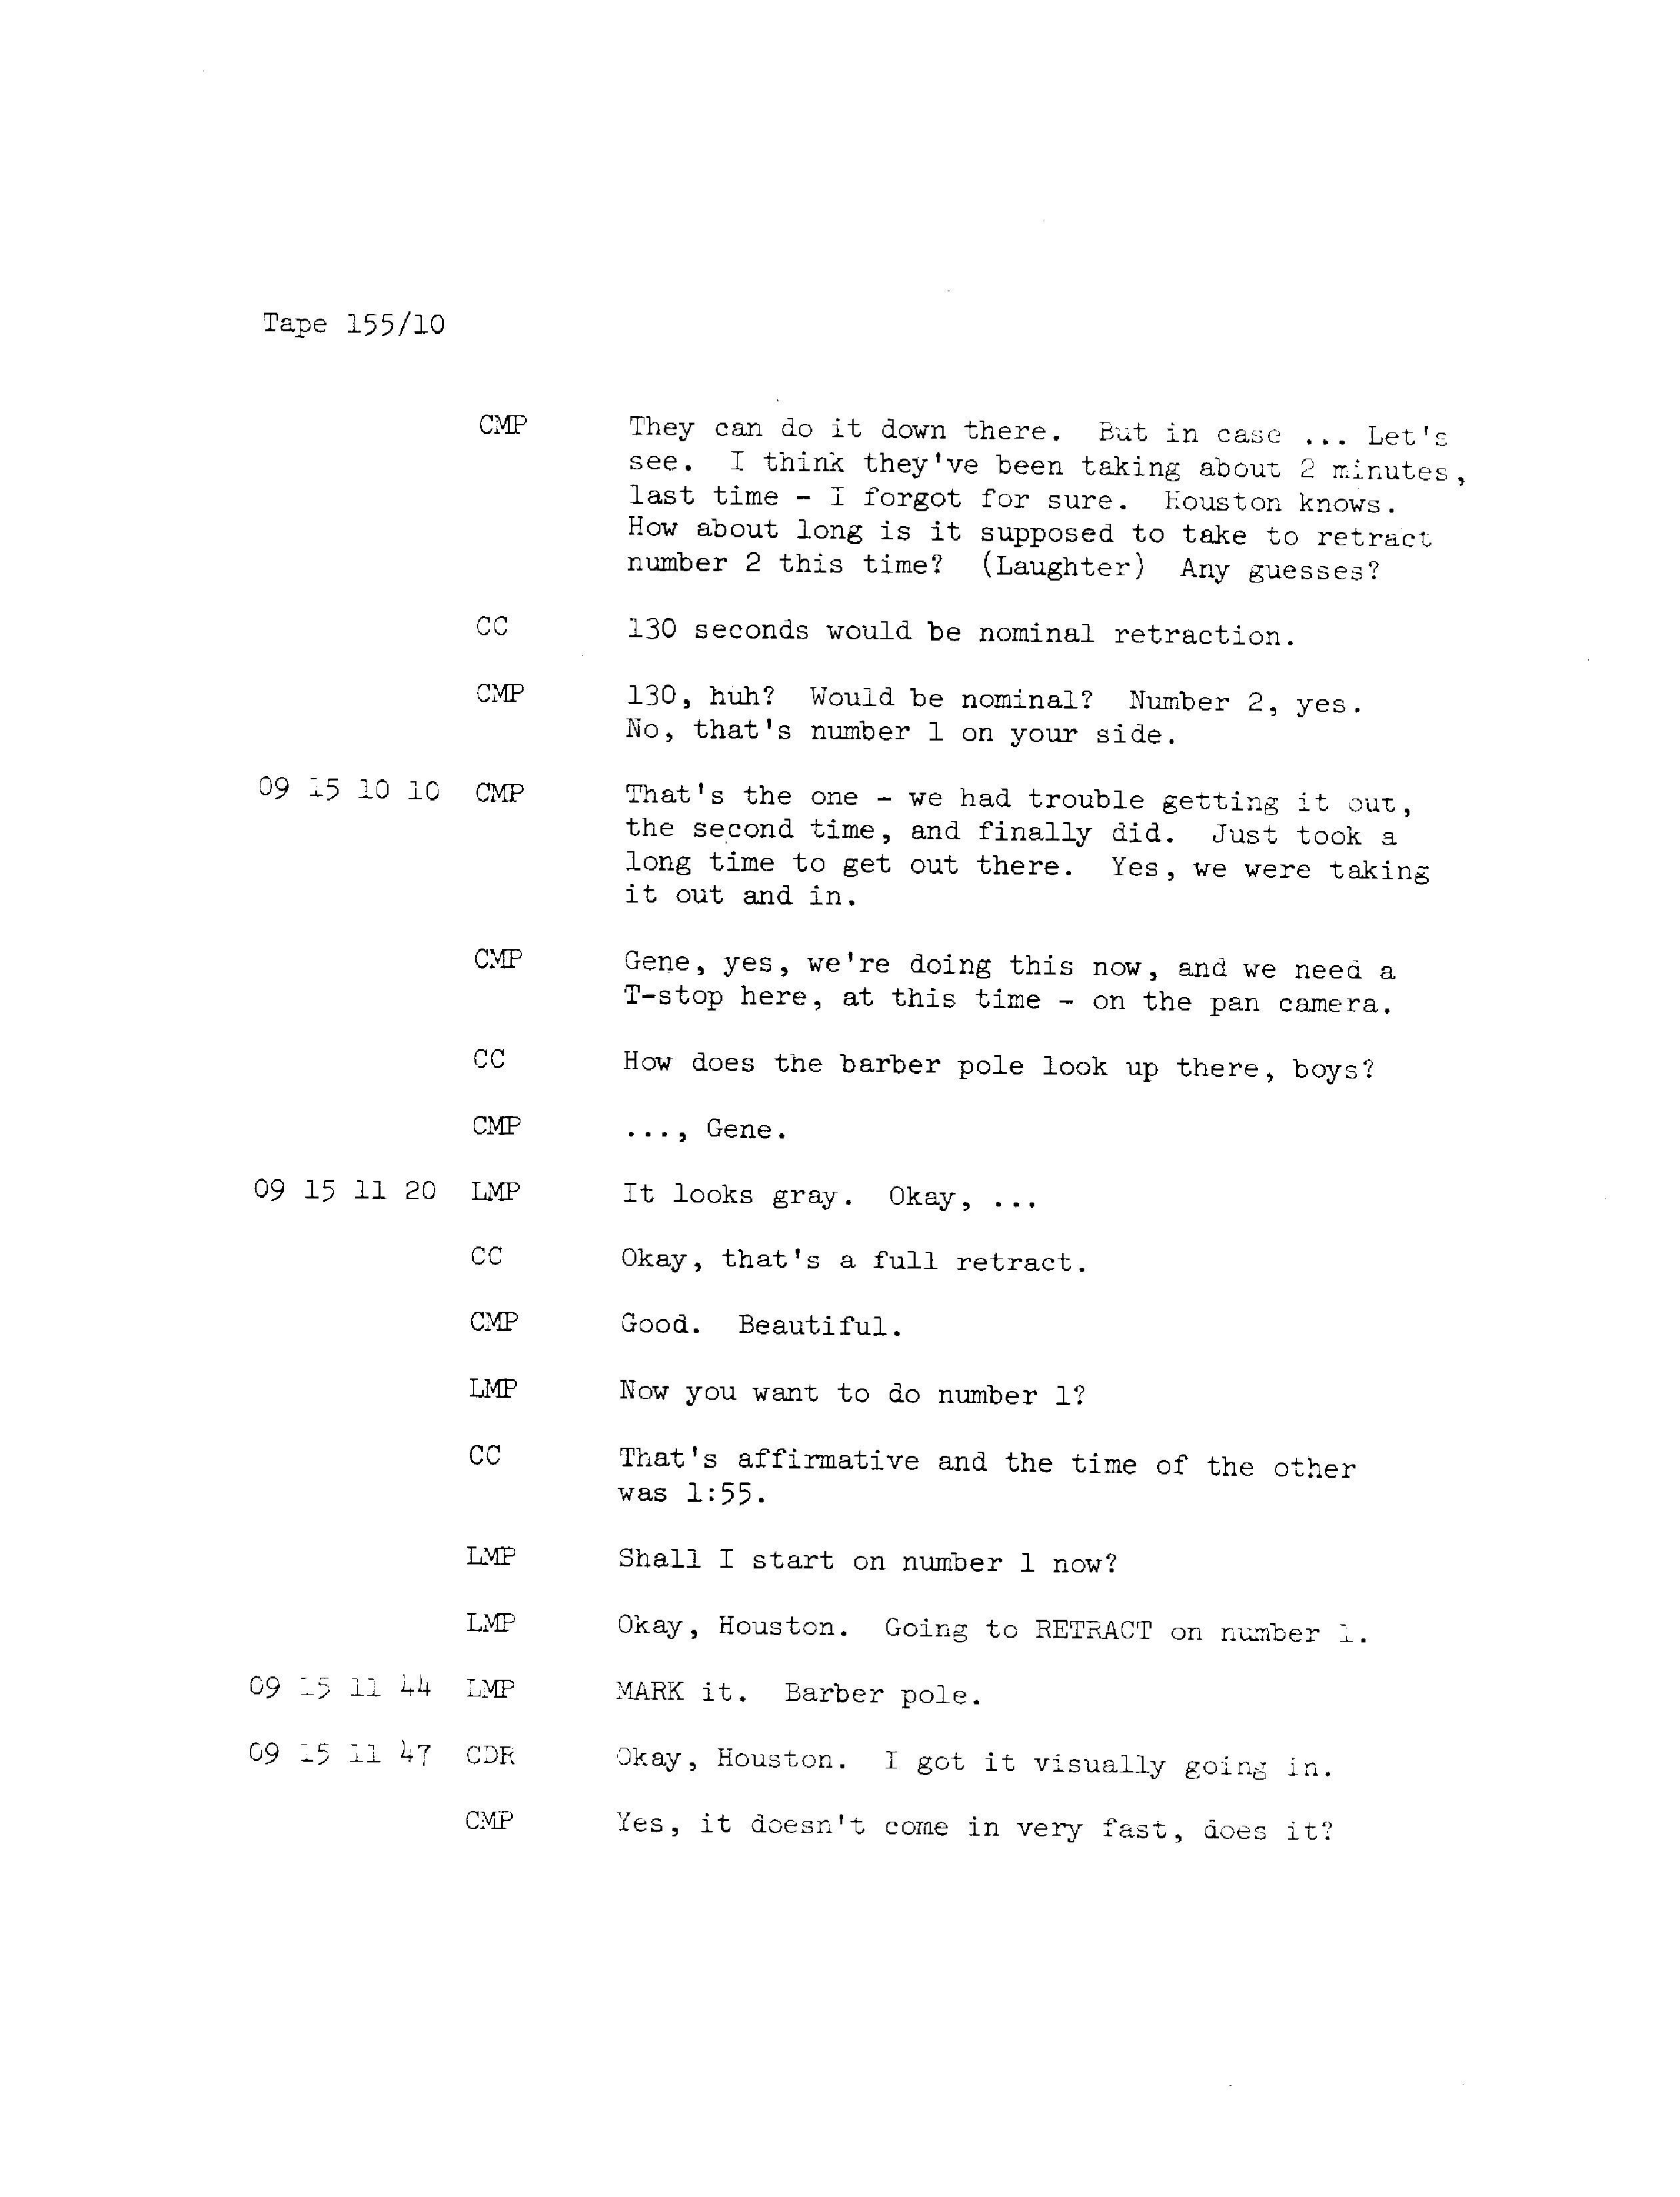 Tape 155/10
CMP They can do it down there. But in case ... Let's
see. I think they've been taking about 2 minutes,
last time - I forgot for sure. Houston knows.
How about long is it supposed to take to retract
number 2 this time? (Laughter) Any guesses?
CC 130 seconds would be nominal retraction.
CMP 130, huh? Would be nominal? Number 2, yes.
No, that's number 1 on your side.
09 15 10 10 CMP That's the one - we had trouble getting it out,
the second time, and finally did. Just took a
long time to get out there. Yes, we were taking
it out and in.
CMP Gene, yes, we're doing this now, and we need a
T-stop here, at this time - on the pan camera.
CC How does the barber pole look up there, boys?
CMP ..., Gene.
09 15 11 20 LMP It looks gray. Okay, ...
CC Okay, that's a full retract.
CMP Good. Beautiful.
LMP Now you want to do number 1?
CC That's affirmative and the time of the other
was 1:55.
LMP Shall I start on number 1 now?
LMP Okay, Houston. Going to RETRACT on number 1.
09 15 11 44 LMP MARK it. Barber pole.
09 15 11 47 CDR Okay, Houston. I got it visually going in.
CMP Yes, it doesn't come in very fast, does it?